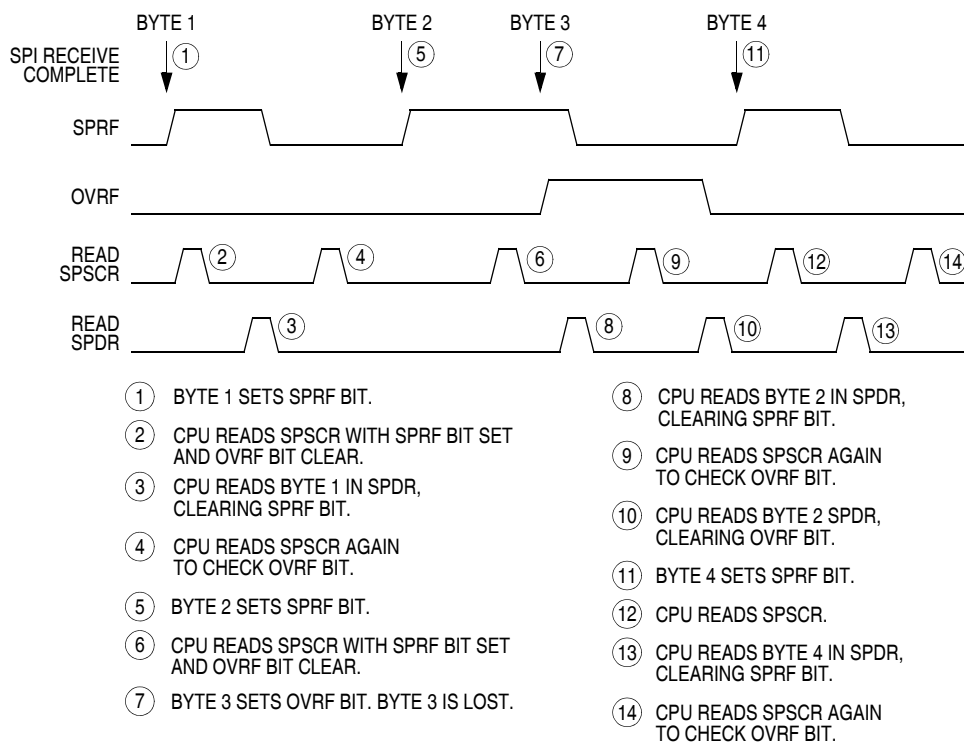 BYTE 1 BYTE 2 BYTE 3 BYTE 4
SPI RECEIVE
COMPLETE
1 5 7 11
SPRF
OVRF
READ
SPSCR
2 4 6 9 12 14
READ
SPDR
3 8 10 13
1 BYTE 1 SETS SPRF BIT.
2 CPU READS SPSCR WITH SPRF BIT SET
AND OVRF BIT CLEAR.
3 CPU READS BYTE 1 IN SPDR,
CLEARING SPRF BIT.
4 CPU READS SPSCR AGAIN
TO CHECK OVRF BIT.
5 BYTE 2 SETS SPRF BIT.
6 CPU READS SPSCR WITH SPRF BIT SET
AND OVRF BIT CLEAR.
7 BYTE 3 SETS OVRF BIT. BYTE 3 IS LOST.
8 CPU READS BYTE 2 IN SPDR,
CLEARING SPRF BIT.
9 CPU READS SPSCR AGAIN
TO CHECK OVRF BIT.
10 CPU READS BYTE 2 SPDR,
CLEARING OVRF BIT.
11 BYTE 4 SETS SPRF BIT.
12 CPU READS SPSCR.
13 CPU READS BYTE 4 IN SPDR,
CLEARING SPRF BIT.
14 CPU READS SPSCR AGAIN
TO CHECK OVRF BIT.